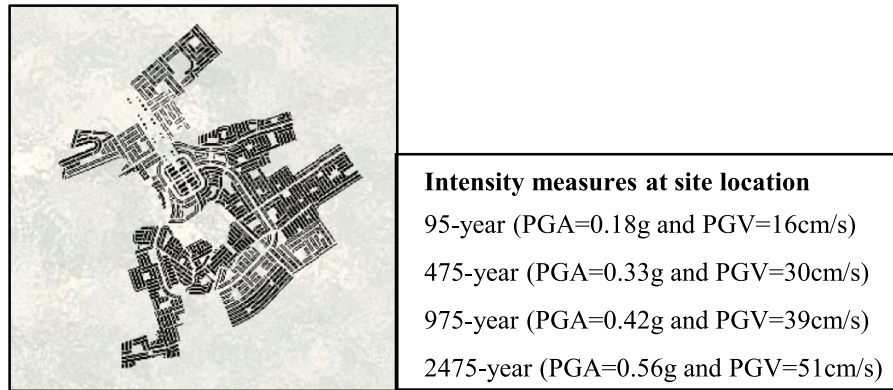 Intensity measures at site location
95-year (PGA=0.18g and PGV=16cm/s)
475-year (PGA=0.33g and PGV=30cm/s)
975-year (PGA=0.42g and PGV=39cm/s)
2475-year (PGA=0.56g and PGV=51cm/s)